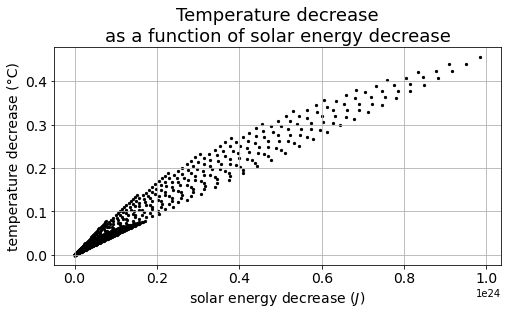 Temperature decrease
as a function of solar energy decrease
temperature decrease (°C)
0.4
0.3
0.2
0.1
0.0
0.0 0.2 0.4 0.6 0.8 1.0
1e24
solar energy decrease (J)